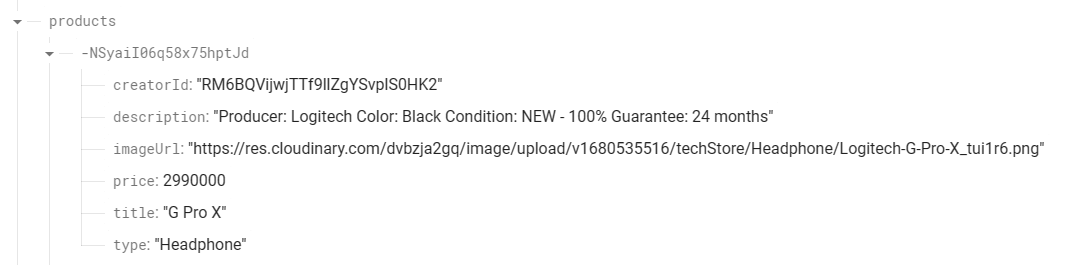 products
-NSyaiI06q58x75hptJd
creatorId: "RM6BQVijwjTTf9lIZgYSvpIS0HK2"
description: "Producer: Logitech Color: Black Condition: NEW - 100% Guarantee: 24 months"
imageUrl: "https://res.cloudinary.com/dvbzja2gq/image/upload/v1680535516/techStore/Headphone/Logitech-G-Pro-X_tui1r6.png"
price: 2990000
title: "G Pro X"
type: "Headphone"